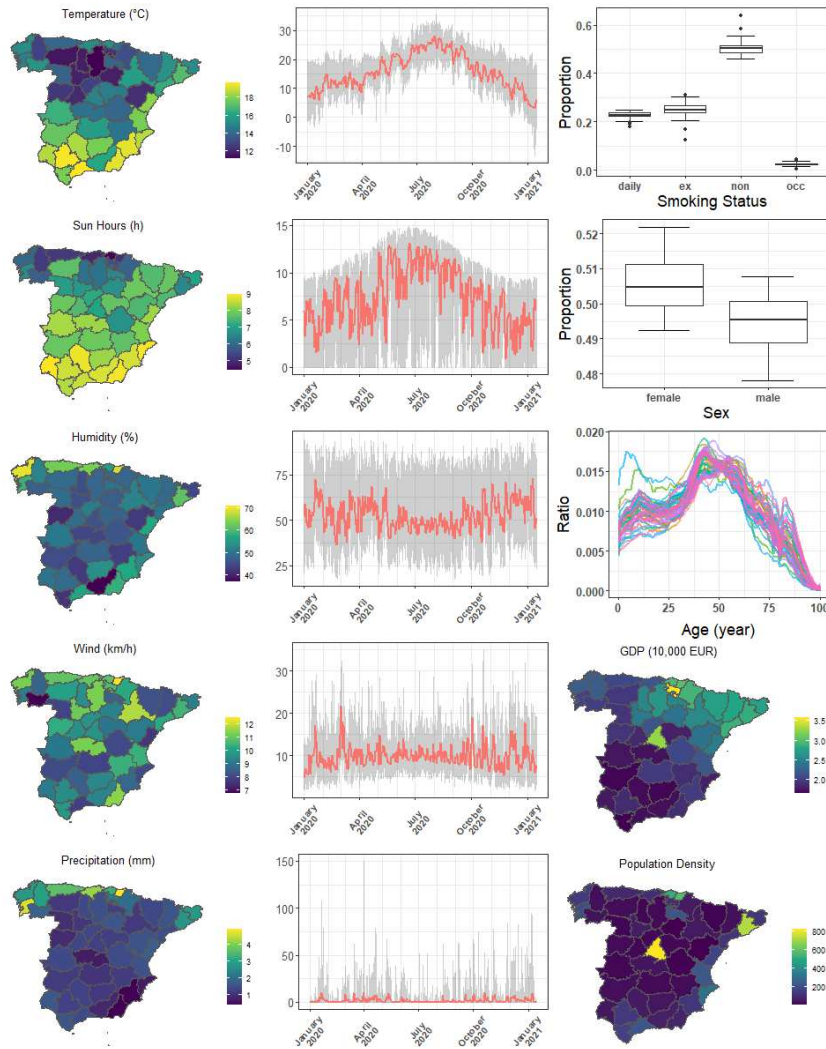 Temperature (°C)
18
16
14
12
30
20
10
0
-10
January 2020
April 2020
July 2020
October 2020
January 2021
Proportion
0.6
0.4
0.2
0.0
daily ex non occ
Smoking Status
Sun Hours (h)
9
8
7
6
5
15
10
5
0
January 2020
April 2020
July 2020
October 2020
January 2021
Proportion
0.52
0.51
0.50
0.49
0.48
female male
Sex
Humidity (%)
70
60
50
40
75
50
25
January 2020
April 2020
July 2020
October 2020
January 2021
Ratio
0.020
0.015
0.010
0.005
0.000
0 25 50 75 100
Age (year)
Wind (km/h)
12
11
10
9
8
7
30
20
10
January 2020
April 2020
July 2020
October 2020
January 2021
GDP (10,000 EUR)
3.5
3.0
2.5
2.0
Precipitation (mm)
4
3
2
1
150
100
50
0
January 2020
April 2020
July 2020
October 2020
January 2021
Population Density
800
600
400
200